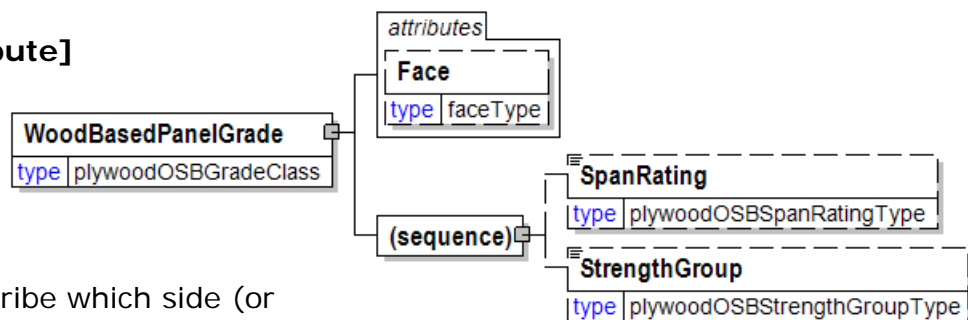 bute]
attributes
Face
type faceType
WoodBasedPanelGrade
type plywoodOSBGradeClass
SpanRating
type plywoodOSBSpanRatingType
(sequence)
StrengthGroup
type plywoodOSBStrengthGroupType
ribe which side (or